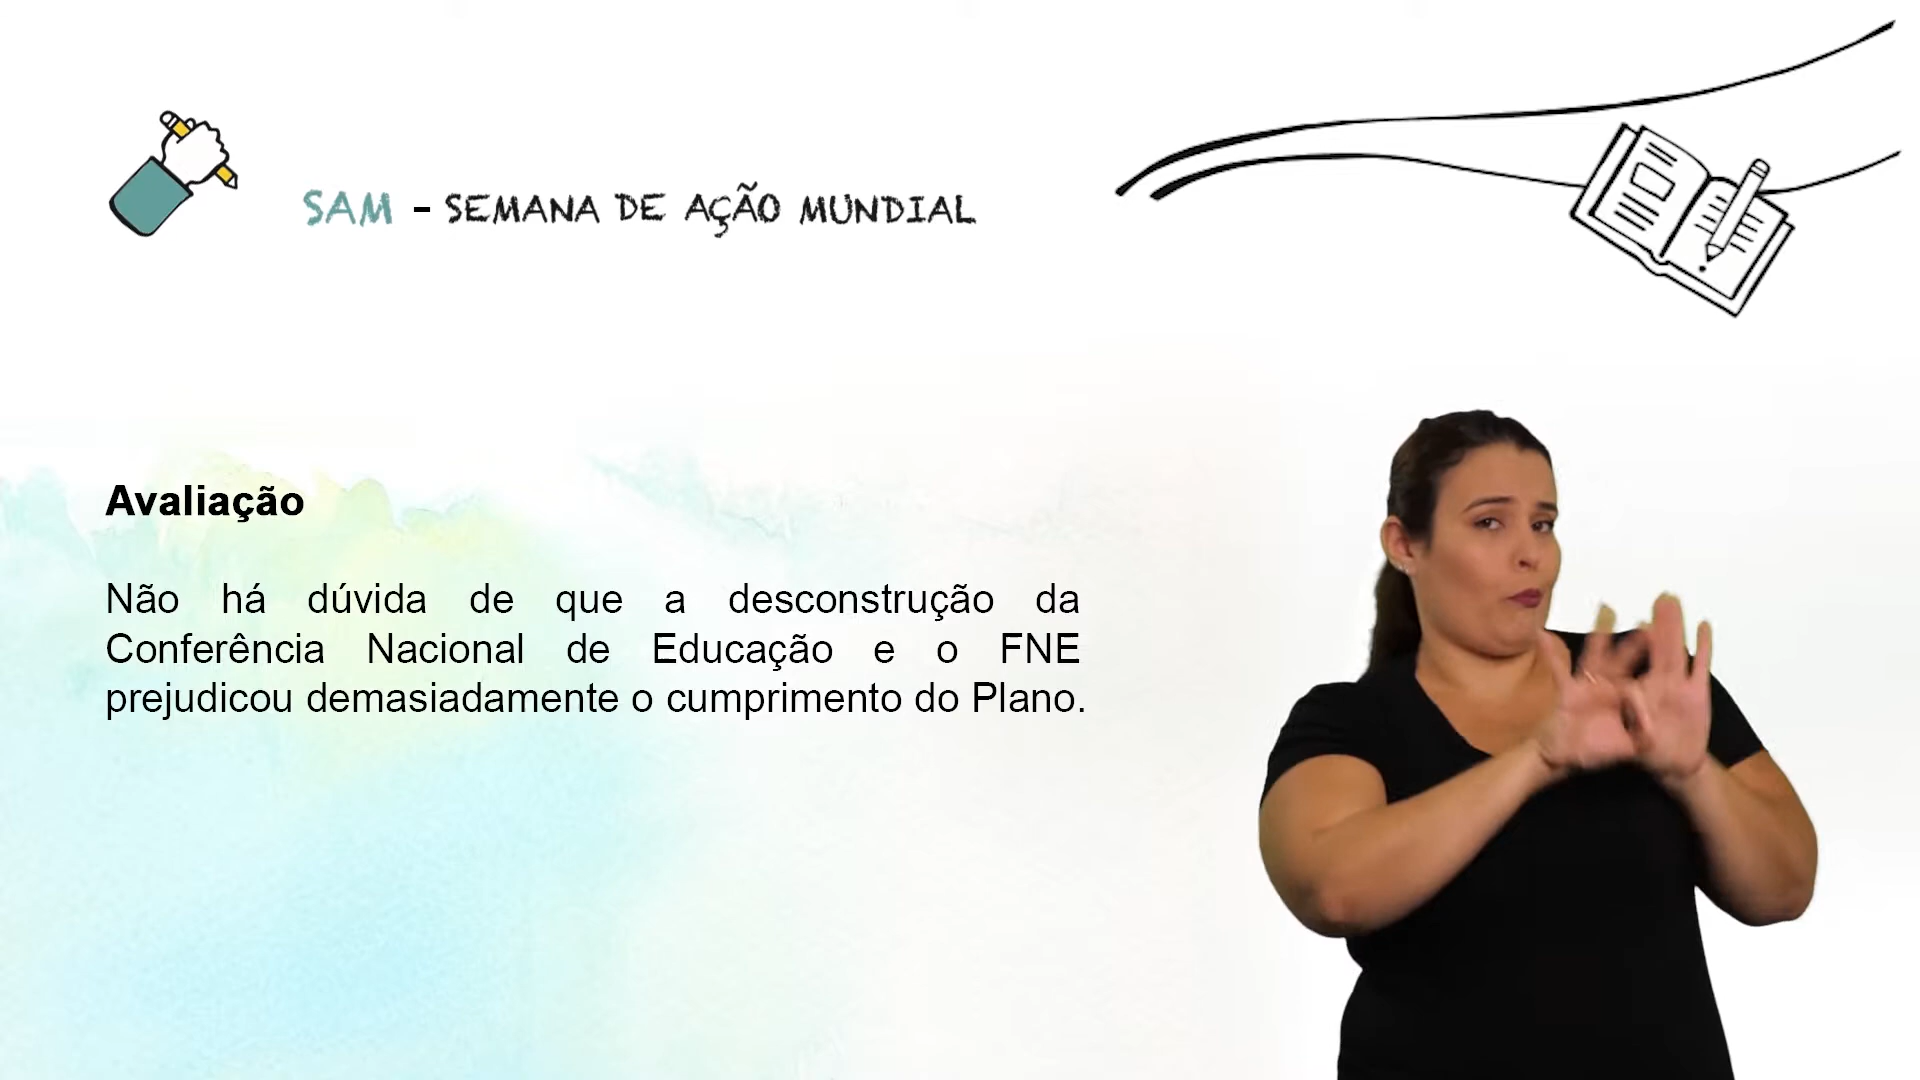 SAM - SEMANA DE AÇÃO MUNDIAL
Avaliação
Não há dúvida de que a desconstrução da
Conferência Nacional de Educação e o FNE
prejudicou demasiadamente o cumprimento do Plano.